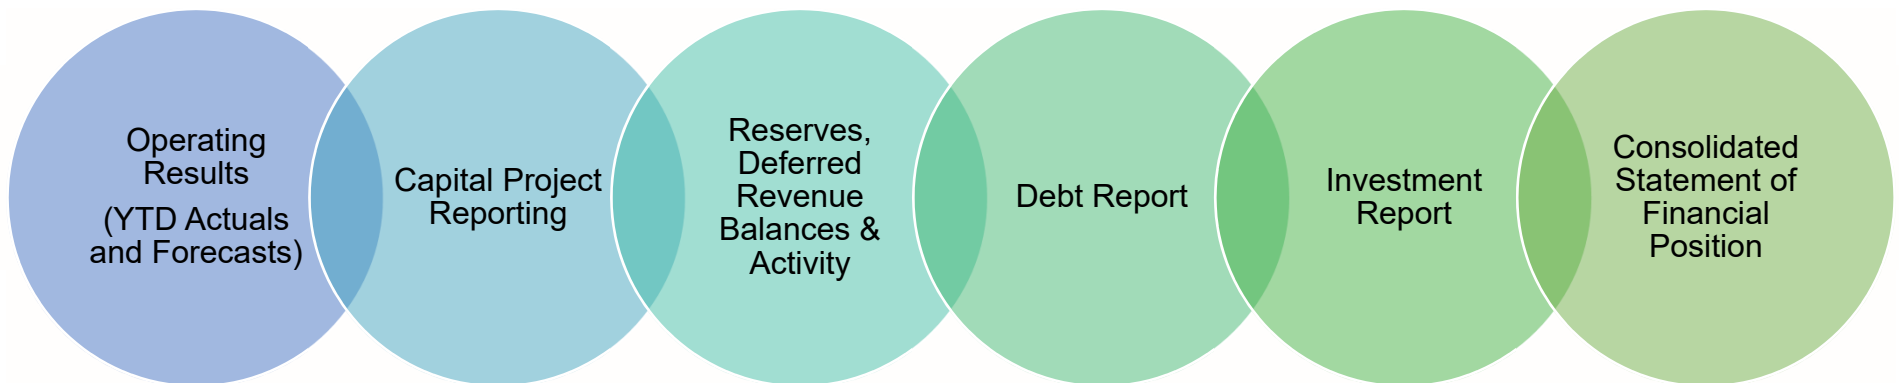 Operating
Results
(YTD Actuals
and Forecasts)
Capital Project
Reporting
Reserves,
Deferred
Revenue
Balances &
Activity
Debt Report
Investment
Report
Consolidated
Statement of
Financial
Position